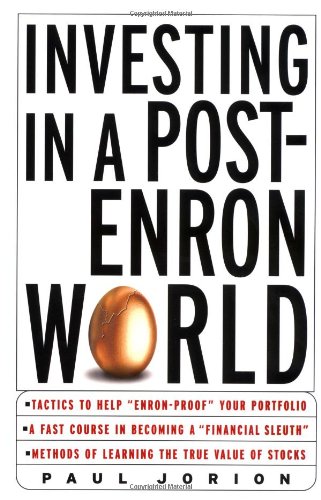 INVESTING
IN A POST-
ENRON
WORLD
▪TACTICS TO HELP "ENRON-PROOF" YOUR PORTFOLIO
▪A FAST COURSE IN BECOMING A "FINANCIAL SLEUTH"
▪METHODS OF LEARNING THE TRUE VALUE OF STOCKS
PAUL JORION